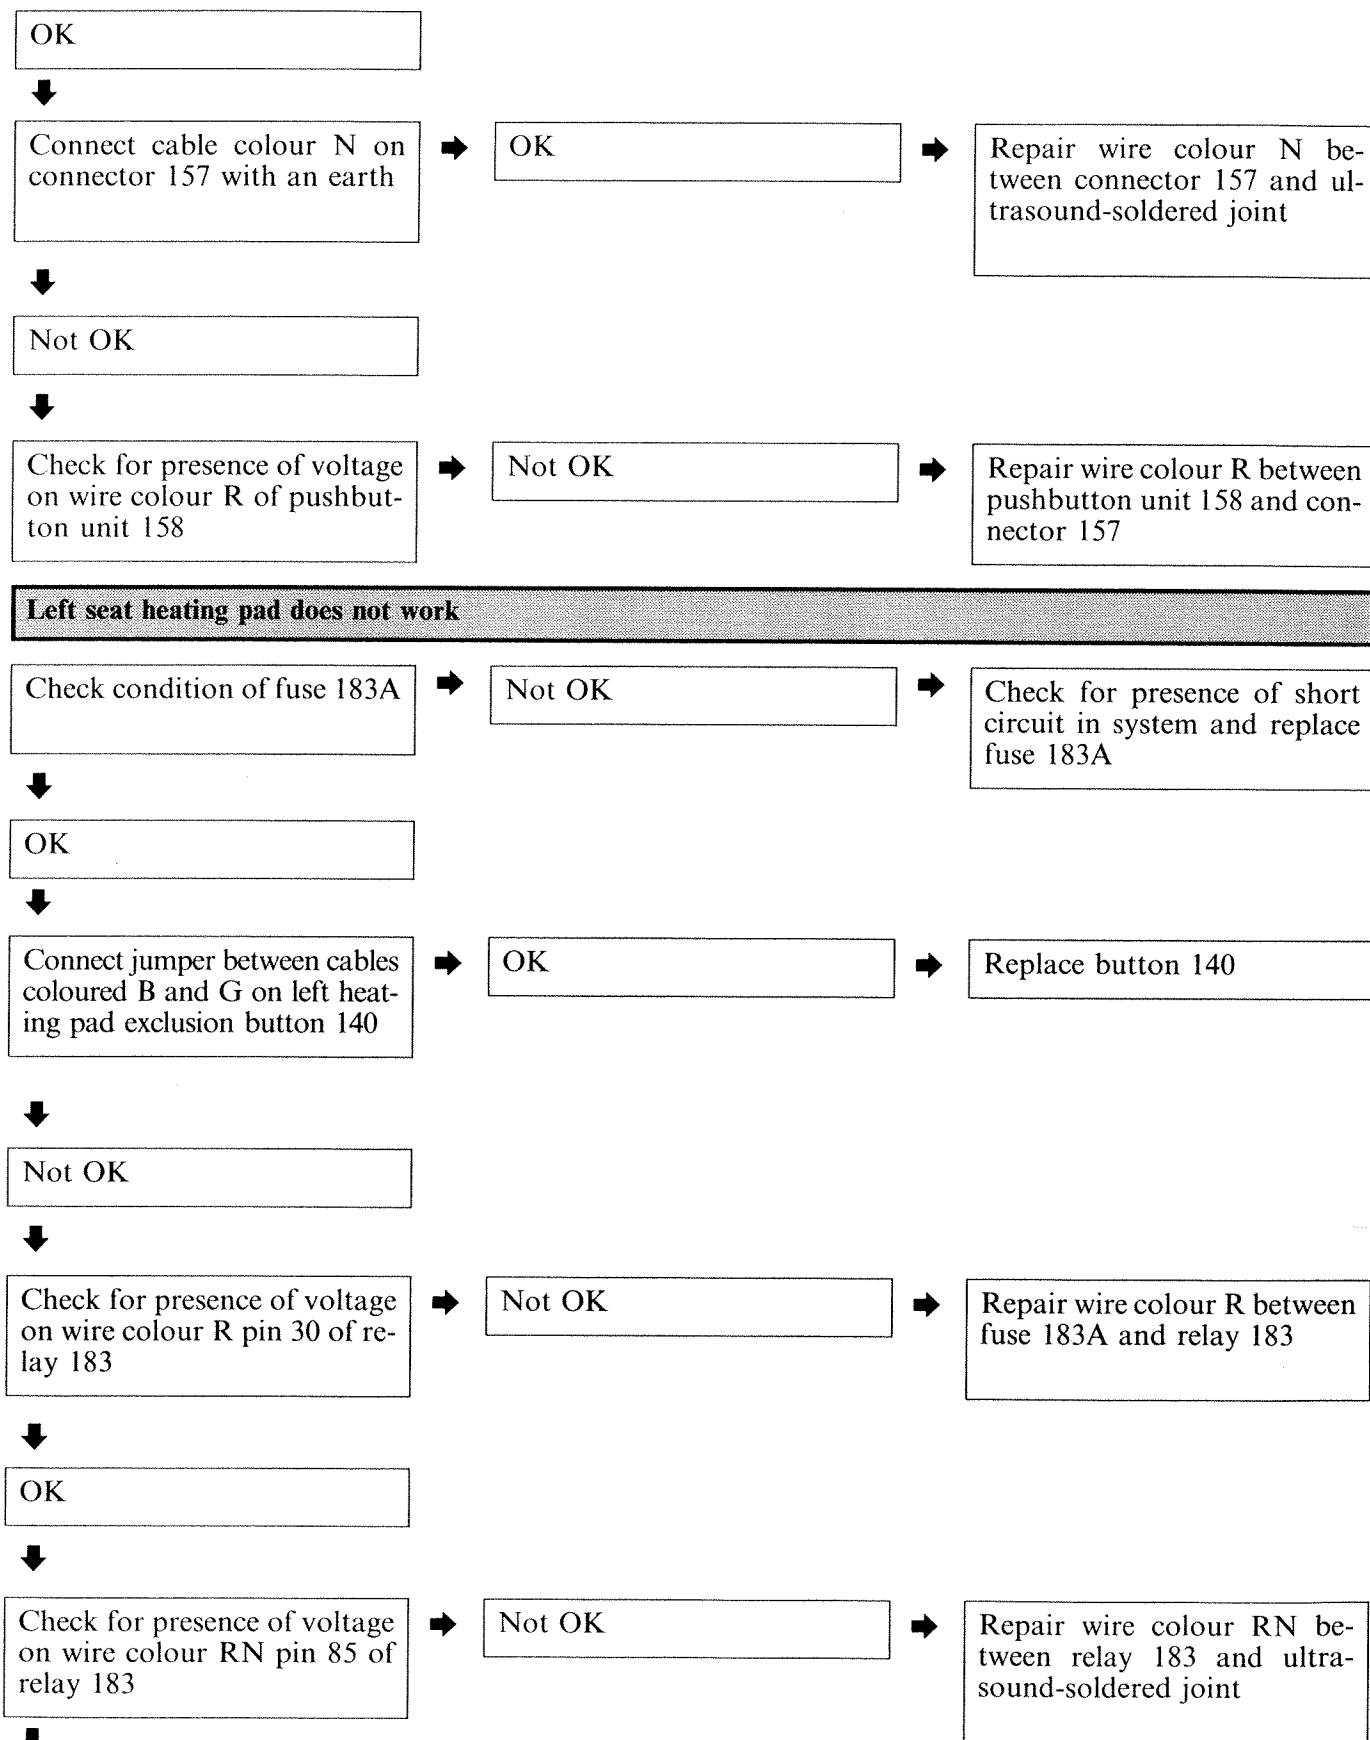 OK
Connect cable colour N on
connector 157 with an earth
OK
Repair wire colour N be-
tween connector 157 and ul-
trasound-soldered joint
Not OK
Check for presence of voltage
on wire colour R of pushbut-
ton unit 158
Not OK
Repair wire colour R between
pushbutton unit 158 and con-
nector 157
Left seat heating pad does not work
Check condition of fuse 183A
Not OK
Check for presence of short
circuit in system and replace
fuse 183A
OK
Connect jumper between cables
coloured B and G on left heat-
ing pad exclusion button 140
OK
Replace button 140
Not OK
Check for presence of voltage
on wire colour R pin 30 of re-
lay 183
Not OK
Repair wire colour R between
fuse 183A and relay 183
OK
Check for presence of voltage
on wire colour RN pin 85 of
relay 183
Not OK
Repair wire colour RN be-
tween relay 183 and ultra-
sound-soldered joint